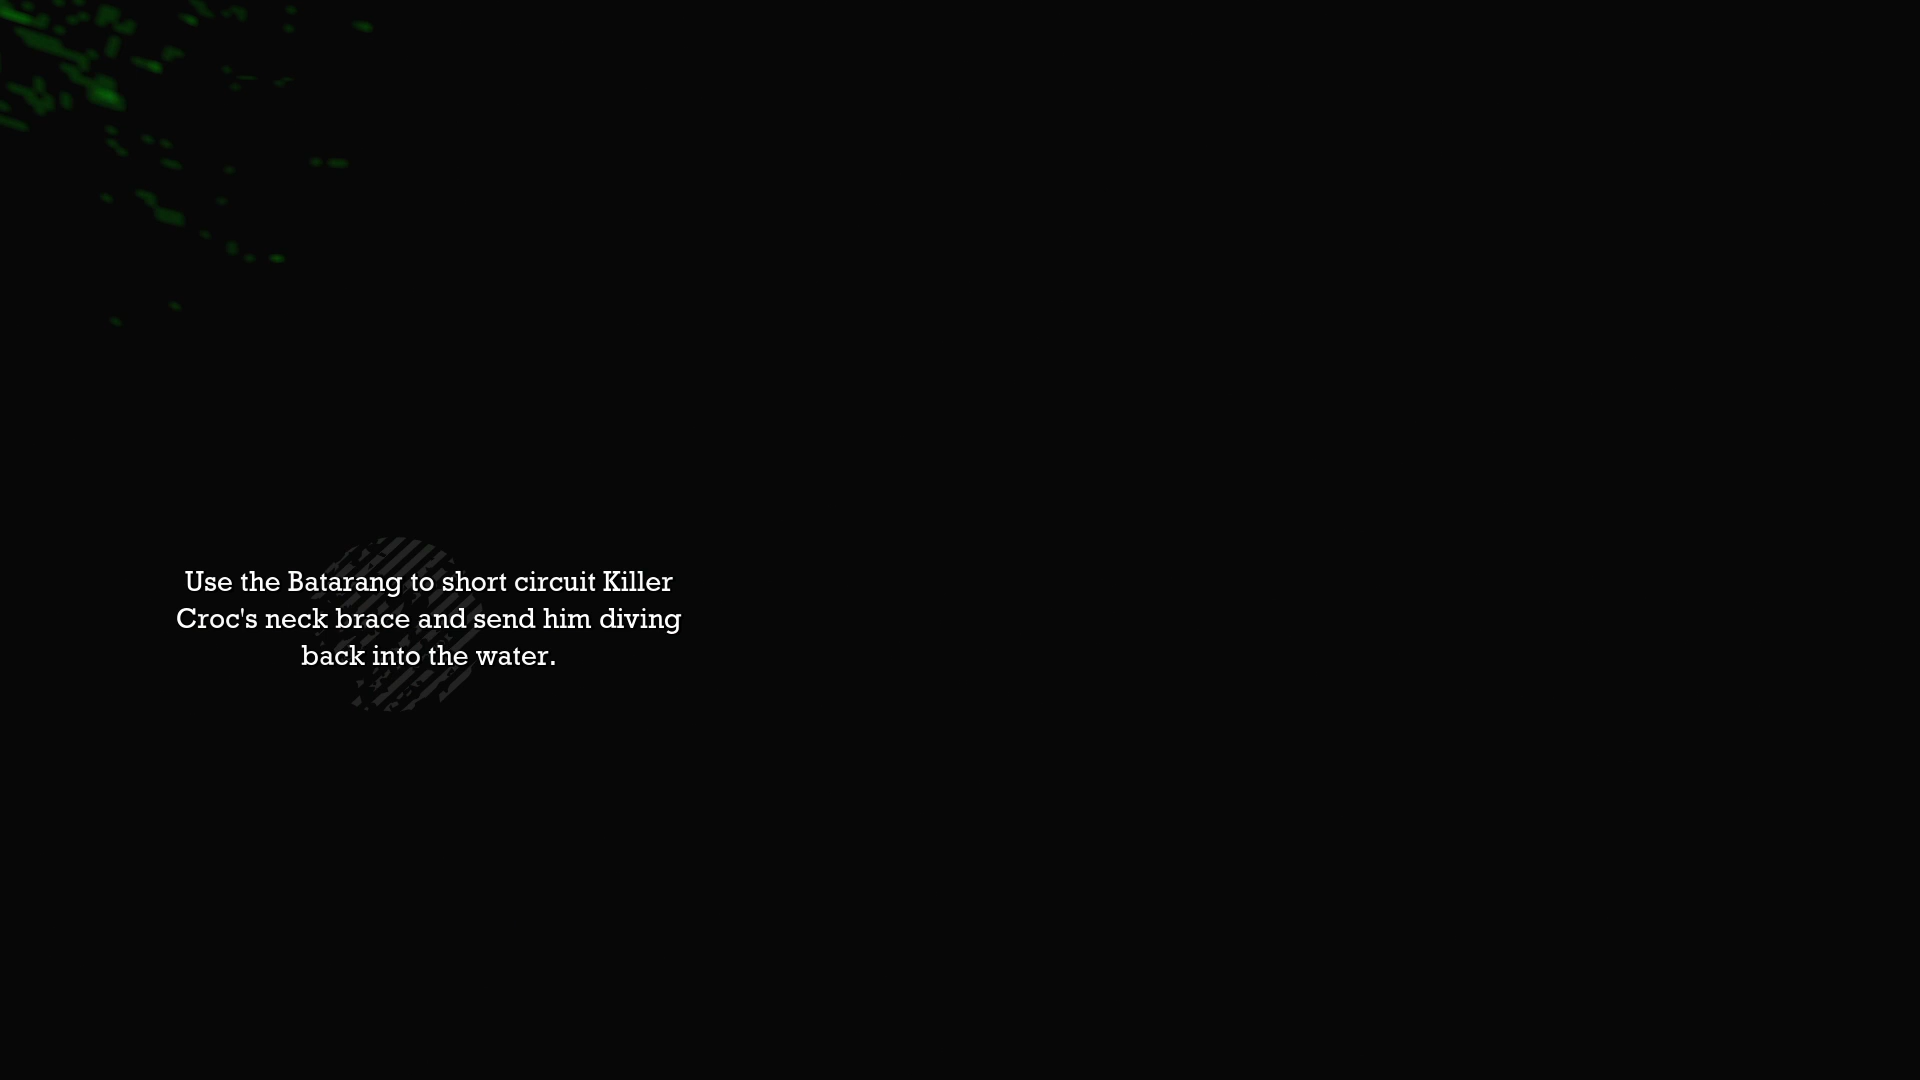 Use the Batarang to short circuit Killer
Croc's neck brace and send him diving
back into the water.